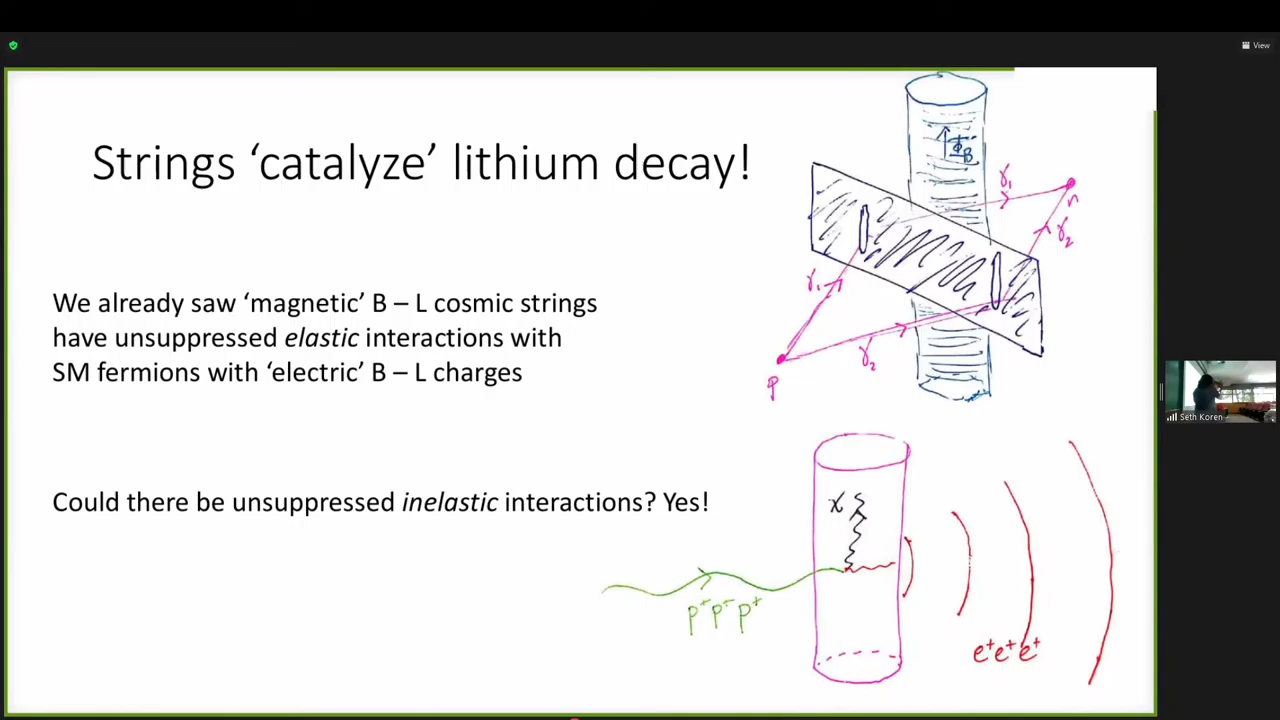 View
Strings ‘catalyze’ lithium decay!
We already saw ‘magnetic’ B – L cosmic strings
have unsuppressed elastic interactions with
SM fermions with ‘electric’ B – L charges
Could there be unsuppressed inelastic interactions? Yes!
Φ_B
γ₁
n
γ₂
γ₁
γ₂
p
χ
p⁺p⁺p⁺
e⁺e⁺e⁺
Seth Koren